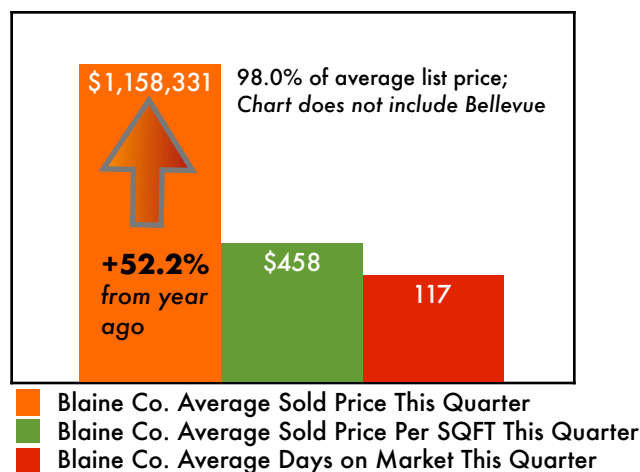 $1,158,331
98.0% of average list price;
Chart does not include Bellevue
+52.2%
from year
ago
$458
117
Blaine Co. Average Sold Price This Quarter
Blaine Co. Average Sold Price Per SQFT This Quarter
Blaine Co. Average Days on Market This Quarter